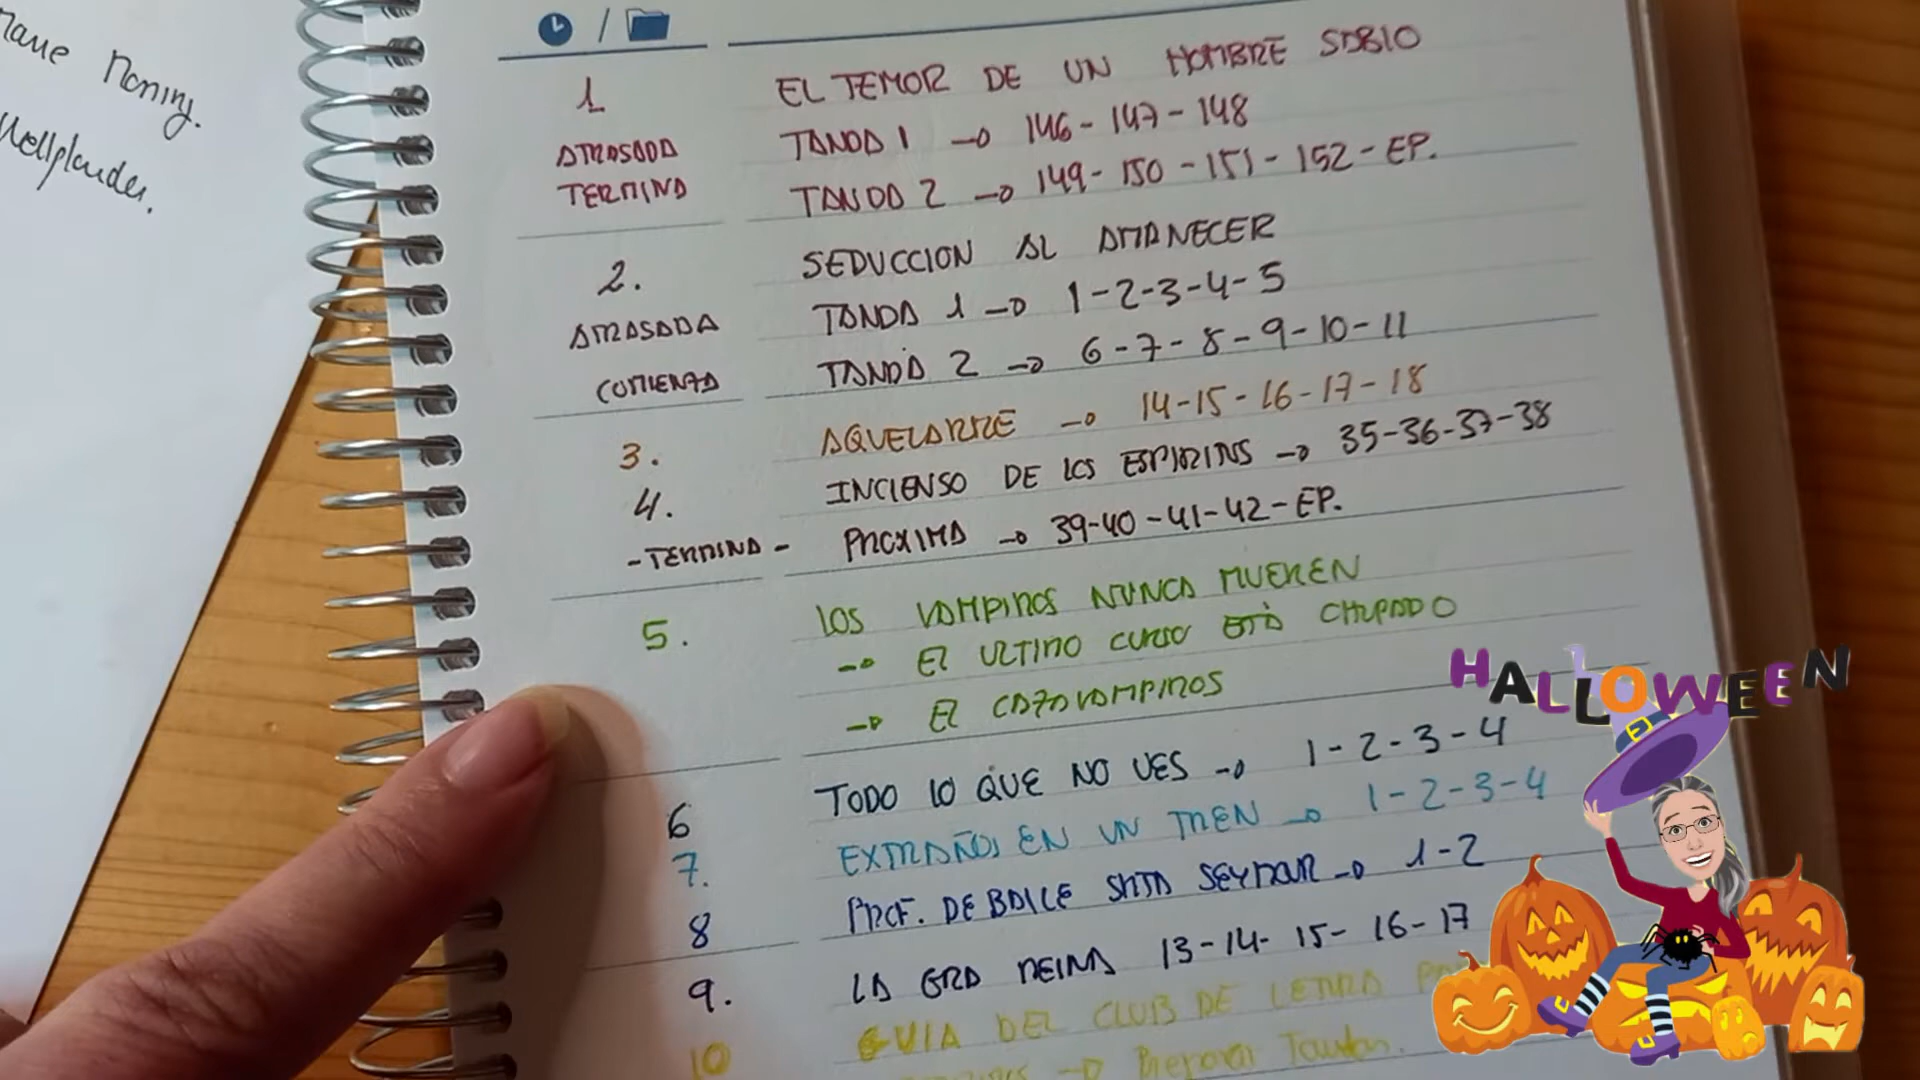 mane Moning.
Wellplander.
/
1 EL TEMOR DE UN HOMBRE SABIO
ATRASADA TANDA 1 → 146-147-148
TERMINA TANDA 2 → 149-150-151-152-EP.
2. SEDUCCION AL AMANECER
ATRASADA TANDA 1 → 1-2-3-4-5
COMIENZA TANDA 2 → 6-7-8-9-10-11
3. AQUELARRE → 14-15-16-17-18
4. INCIENSO DE LOS ESPIRITUS → 35-36-37-38
-TERMINA- PROXIMA → 39-40-41-42-EP.
5. LOS VAMPIROS NUNCA MUEREN
→ El ULTIMO CURSO ESTÁ CHUPADO
→ El CAZAVAMPIROS
6 TODO LO QUE NO VES → 1-2-3-4
7. EXTRAÑOS EN UN TREN → 1-2-3-4
8 PROF. DE BAILE SRTA SEYMOUR → 1-2
9. LA GRA REINA 13-14-15-16-17
10 GUIA DEL CLUB DE LECTURA
→ Preparar
HALLOWEEN